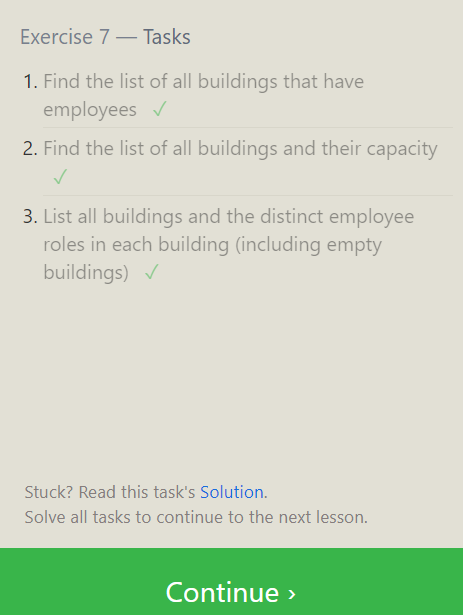 Exercise 7 — Tasks
1. Find the list of all buildings that have
employees ✓
2. Find the list of all buildings and their capacity
✓
3. List all buildings and the distinct employee
roles in each building (including empty
buildings) ✓
Stuck? Read this task's Solution.
Solve all tasks to continue to the next lesson.
Continue ›